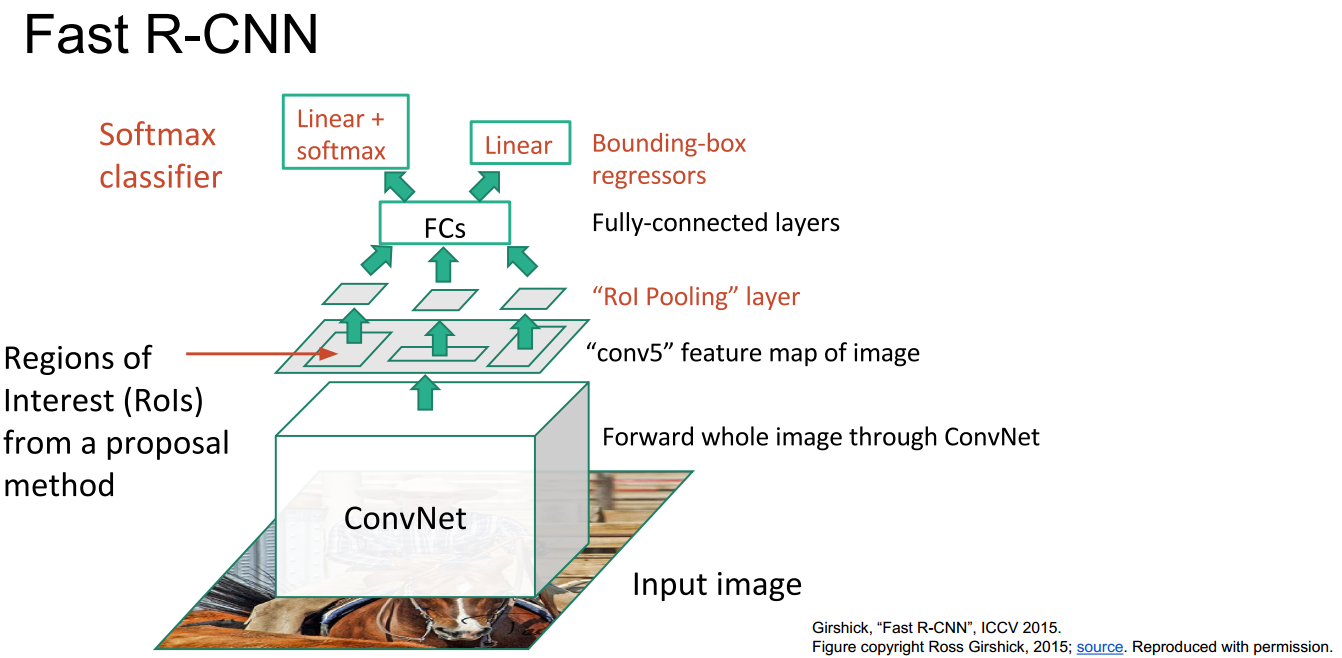 Fast R-CNN
Softmax
classifier
Linear +
softmax
Linear
Bounding-box
regressors
FCs
Fully-connected layers
“RoI Pooling” layer
Regions of
Interest (RoIs)
from a proposal
method
“conv5” feature map of image
Forward whole image through ConvNet
ConvNet
Input image
Girshick, “Fast R-CNN”, ICCV 2015.
Figure copyright Ross Girshick, 2015; source. Reproduced with permission.